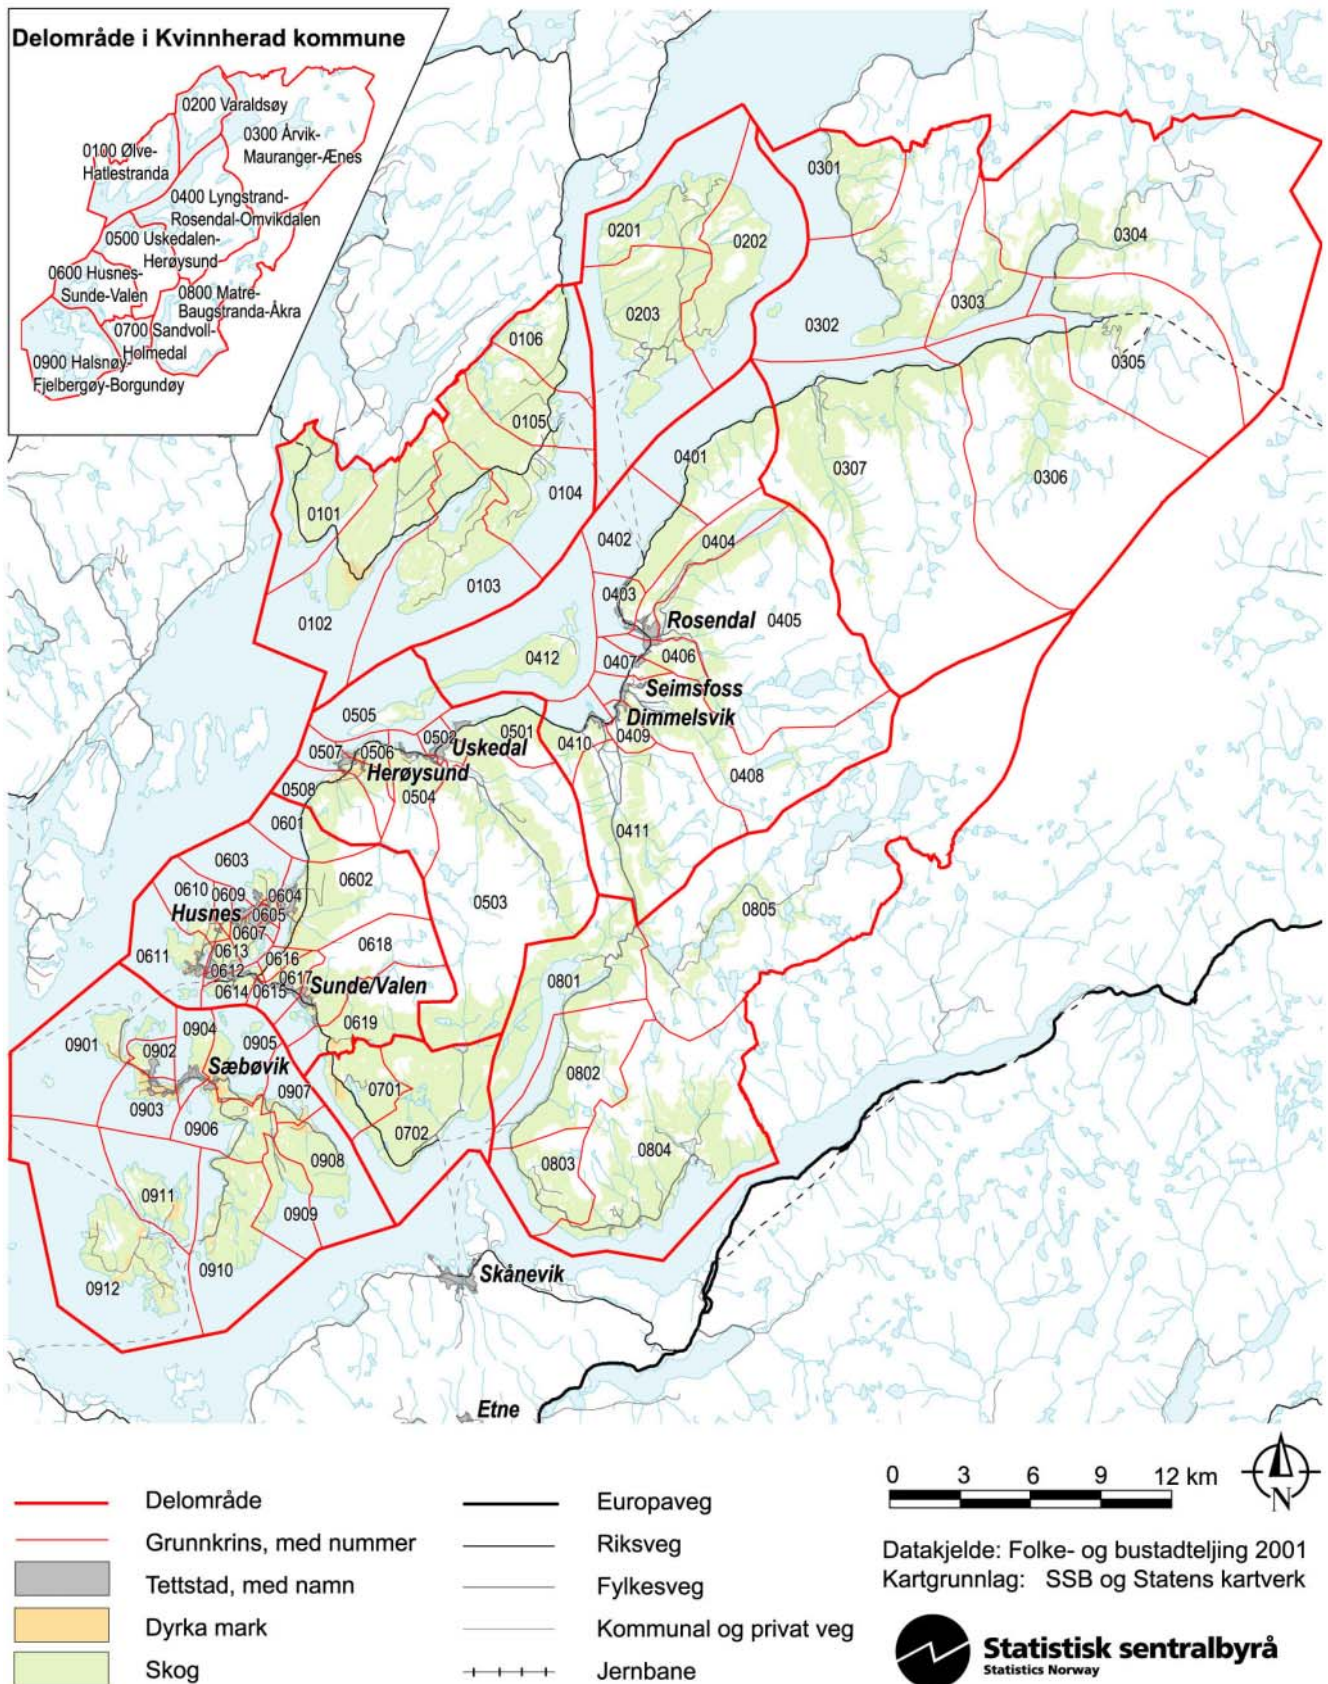 Delområde i Kvinnherad kommune
0200 Varaldsøy
0300 Årvik-
Mauranger-Ænes
0100 Ølve-
Hatlestranda
0400 Lyngstrand-
Rosendal-Omvikdalen
0500 Uskedalen-
Herøysund
0600 Husnes-
Sunde-Valen
0800 Matre-
Baugstranda-Åkra
0700 Sandvoll-
Holmedal
0900 Halsnøy-
Fjelbergøy-Borgundøy
0301
0201
0202
0304
0203
0302
0303
0106
0305
0105
0401
0307
0306
0104
0101
0402
0404
0103
0403
0102
Rosendal
0405
0412
0407
0406
Seimsfoss
0505
Dimmelsvik
0502
0501
0410
0409
0507
0506
Uskedal
Herøysund
0408
0508
0504
0601
0411
0603
0602
0610
0609
0604
0503
0805
Husnes
0605
0607
0618
0611
0613
0616
0612
0617
Sunde/Valen
0801
0614
0615
0619
0904
0901
0902
0905
Sæbøvik
0802
0907
0701
0903
0906
0702
0804
0908
0803
0911
0909
0910
0912
Skånevik
Etne
0 3 6 9 12 km
N
Delområde
Europaveg
Grunnkrins, med nummer
Riksveg
Tettstad, med namn
Fylkesveg
Dyrka mark
Kommunal og privat veg
Skog
Jernbane
Datakjelde: Folke- og bustadteljing 2001
Kartgrunnlag: SSB og Statens kartverk
Statistisk sentralbyrå
Statistics Norway